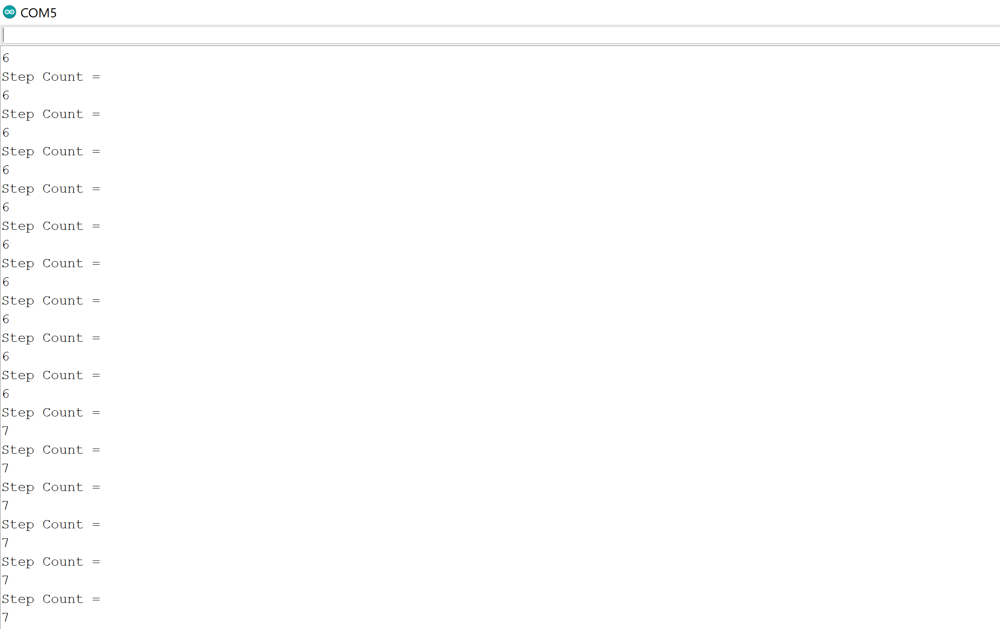 COM5
6
Step Count =
6
Step Count =
6
Step Count =
6
Step Count =
6
Step Count =
6
Step Count =
6
Step Count =
6
Step Count =
6
Step Count =
6
Step Count =
7
Step Count =
7
Step Count =
7
Step Count =
7
Step Count =
7
Step Count =
7